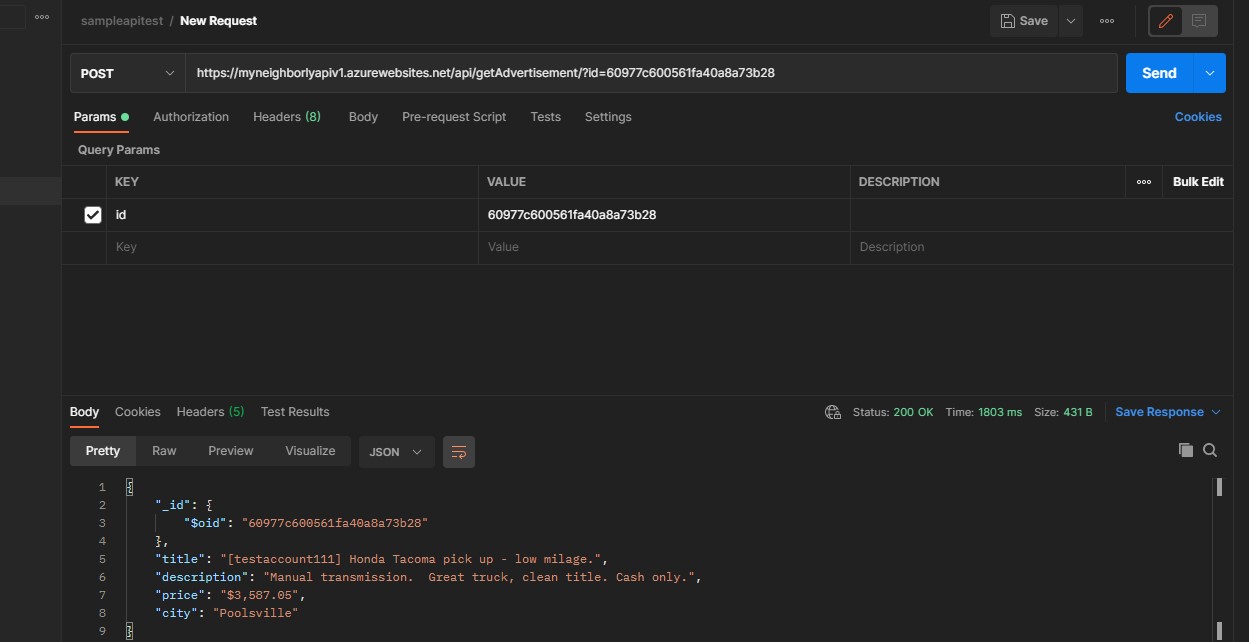 sampleapitest / New Request
Save
POST
https://myneighborlyapiv1.azurewebsites.net/api/getAdvertisement/?id=60977c600561fa40a8a73b28
Send
Params Authorization Headers (8) Body Pre-request Script Tests Settings Cookies
Query Params
KEY VALUE DESCRIPTION Bulk Edit
id 60977c600561fa40a8a73b28
Key Value Description
Body Cookies Headers (5) Test Results Status: 200 OK Time: 1803 ms Size: 431 B Save Response
Pretty Raw Preview Visualize JSON
1 {
2 "_id": {
3 "$oid": "60977c600561fa40a8a73b28"
4 },
5 "title": "[testaccount111] Honda Tacoma pick up - low milage.",
6 "description": "Manual transmission.  Great truck, clean title. Cash only.",
7 "price": "$3,587.05",
8 "city": "Poolsville"
9 }